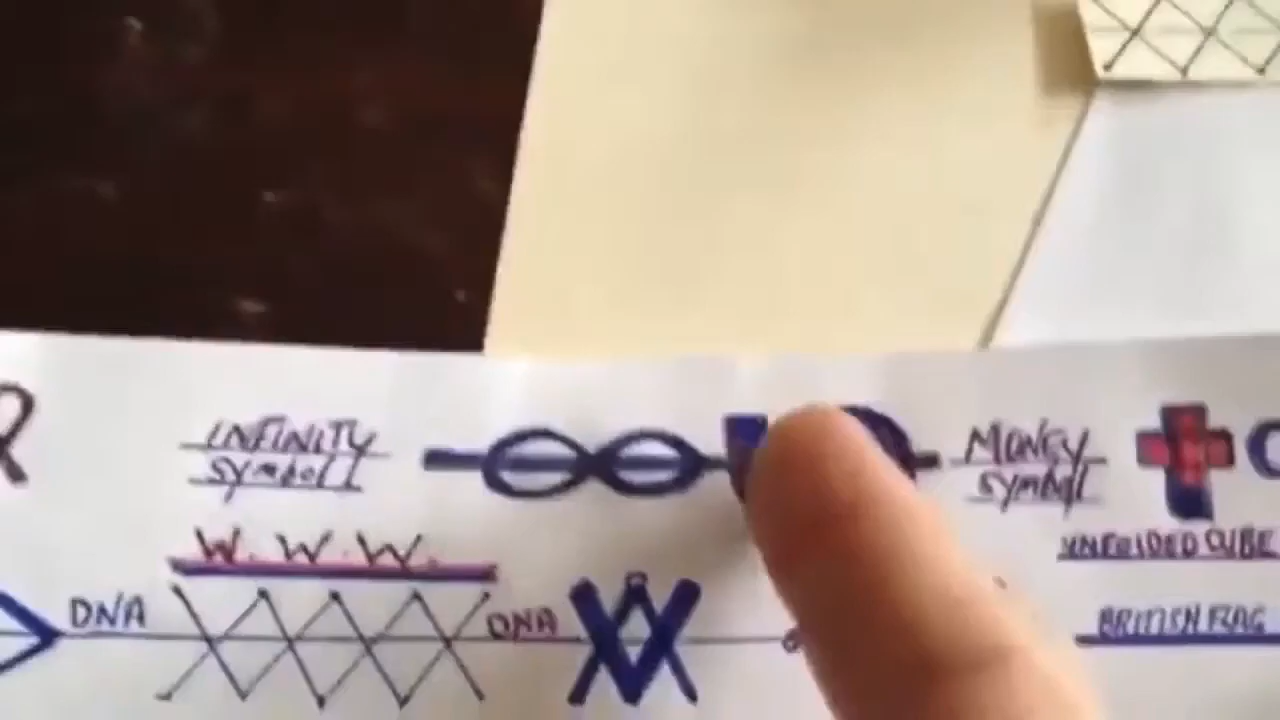 R
INFINITY
SYMBOL
MONEY
SYMBOL
W. W. W.
UNFOLDED CUBE
DNA
DNA
BRITISH FLAG